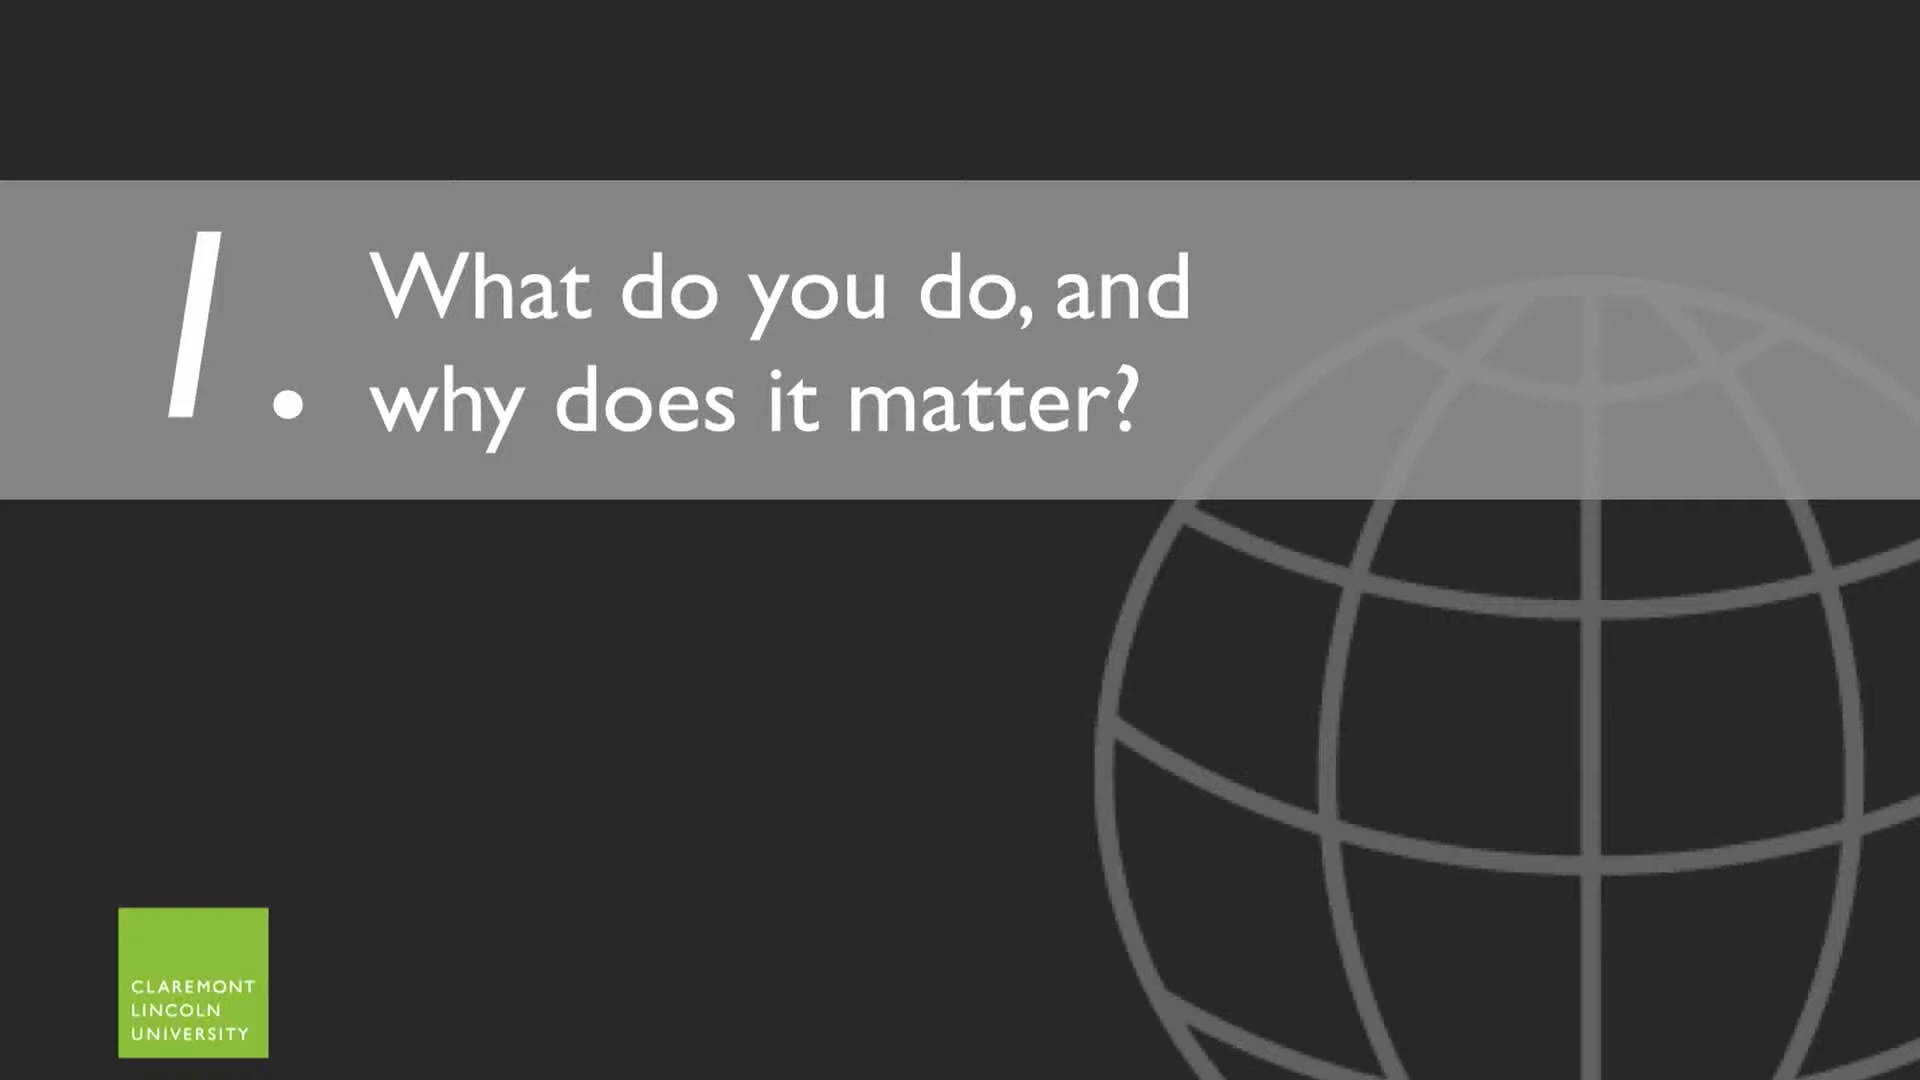 1.
What do you do, and
why does it matter?
CLAREMONT
LINCOLN
UNIVERSITY